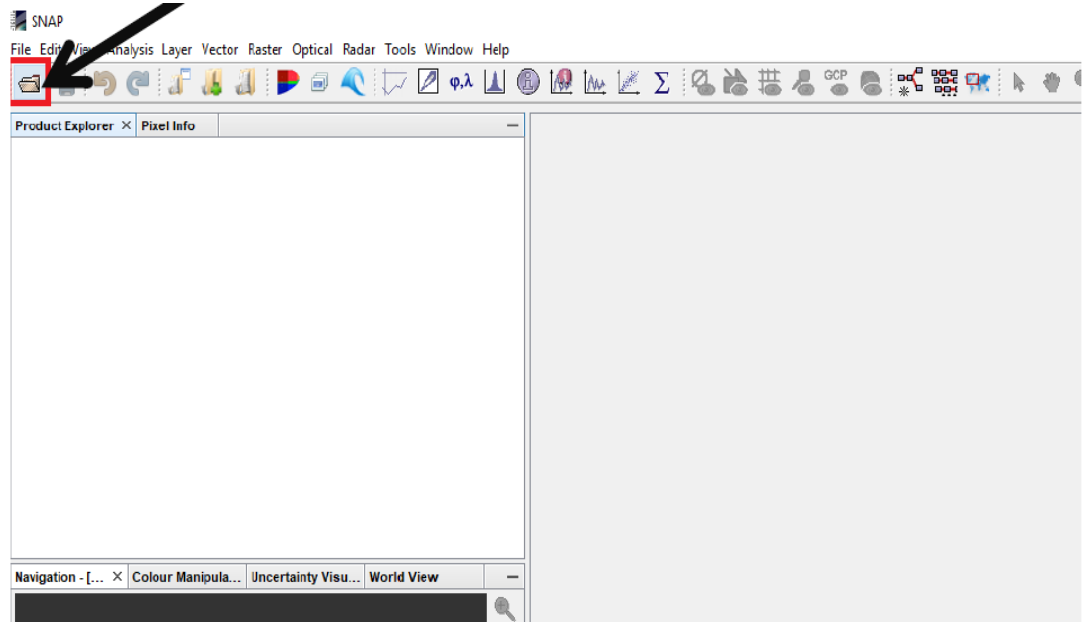 SNAP
File Edit View Analysis Layer Vector Raster Optical Radar Tools Window Help
φ,λ Σ GCP
Product Explorer × Pixel Info
Navigation - [... × Colour Manipula... Uncertainty Visu... World View